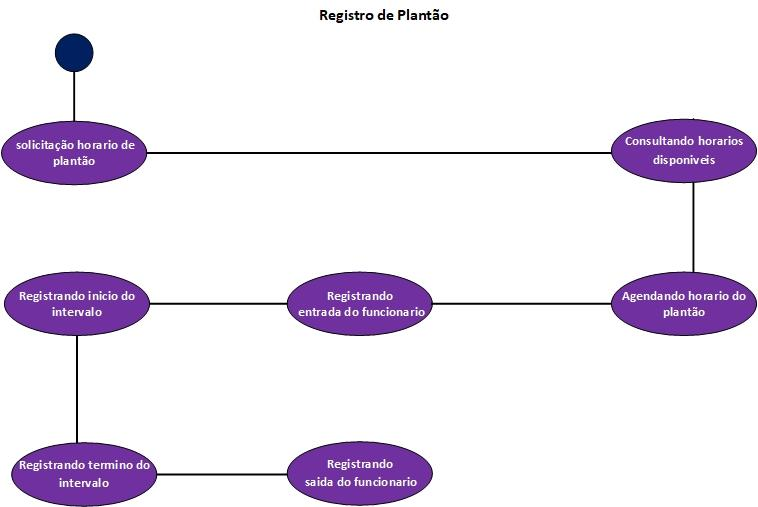 Registro de Plantão
solicitação horario de
plantão
Consultando horarios
disponiveis
Registrando inicio do
intervalo
Registrando
entrada do funcionario
Agendando horario do
plantão
Registrando termino do
intervalo
Registrando
saida do funcionario